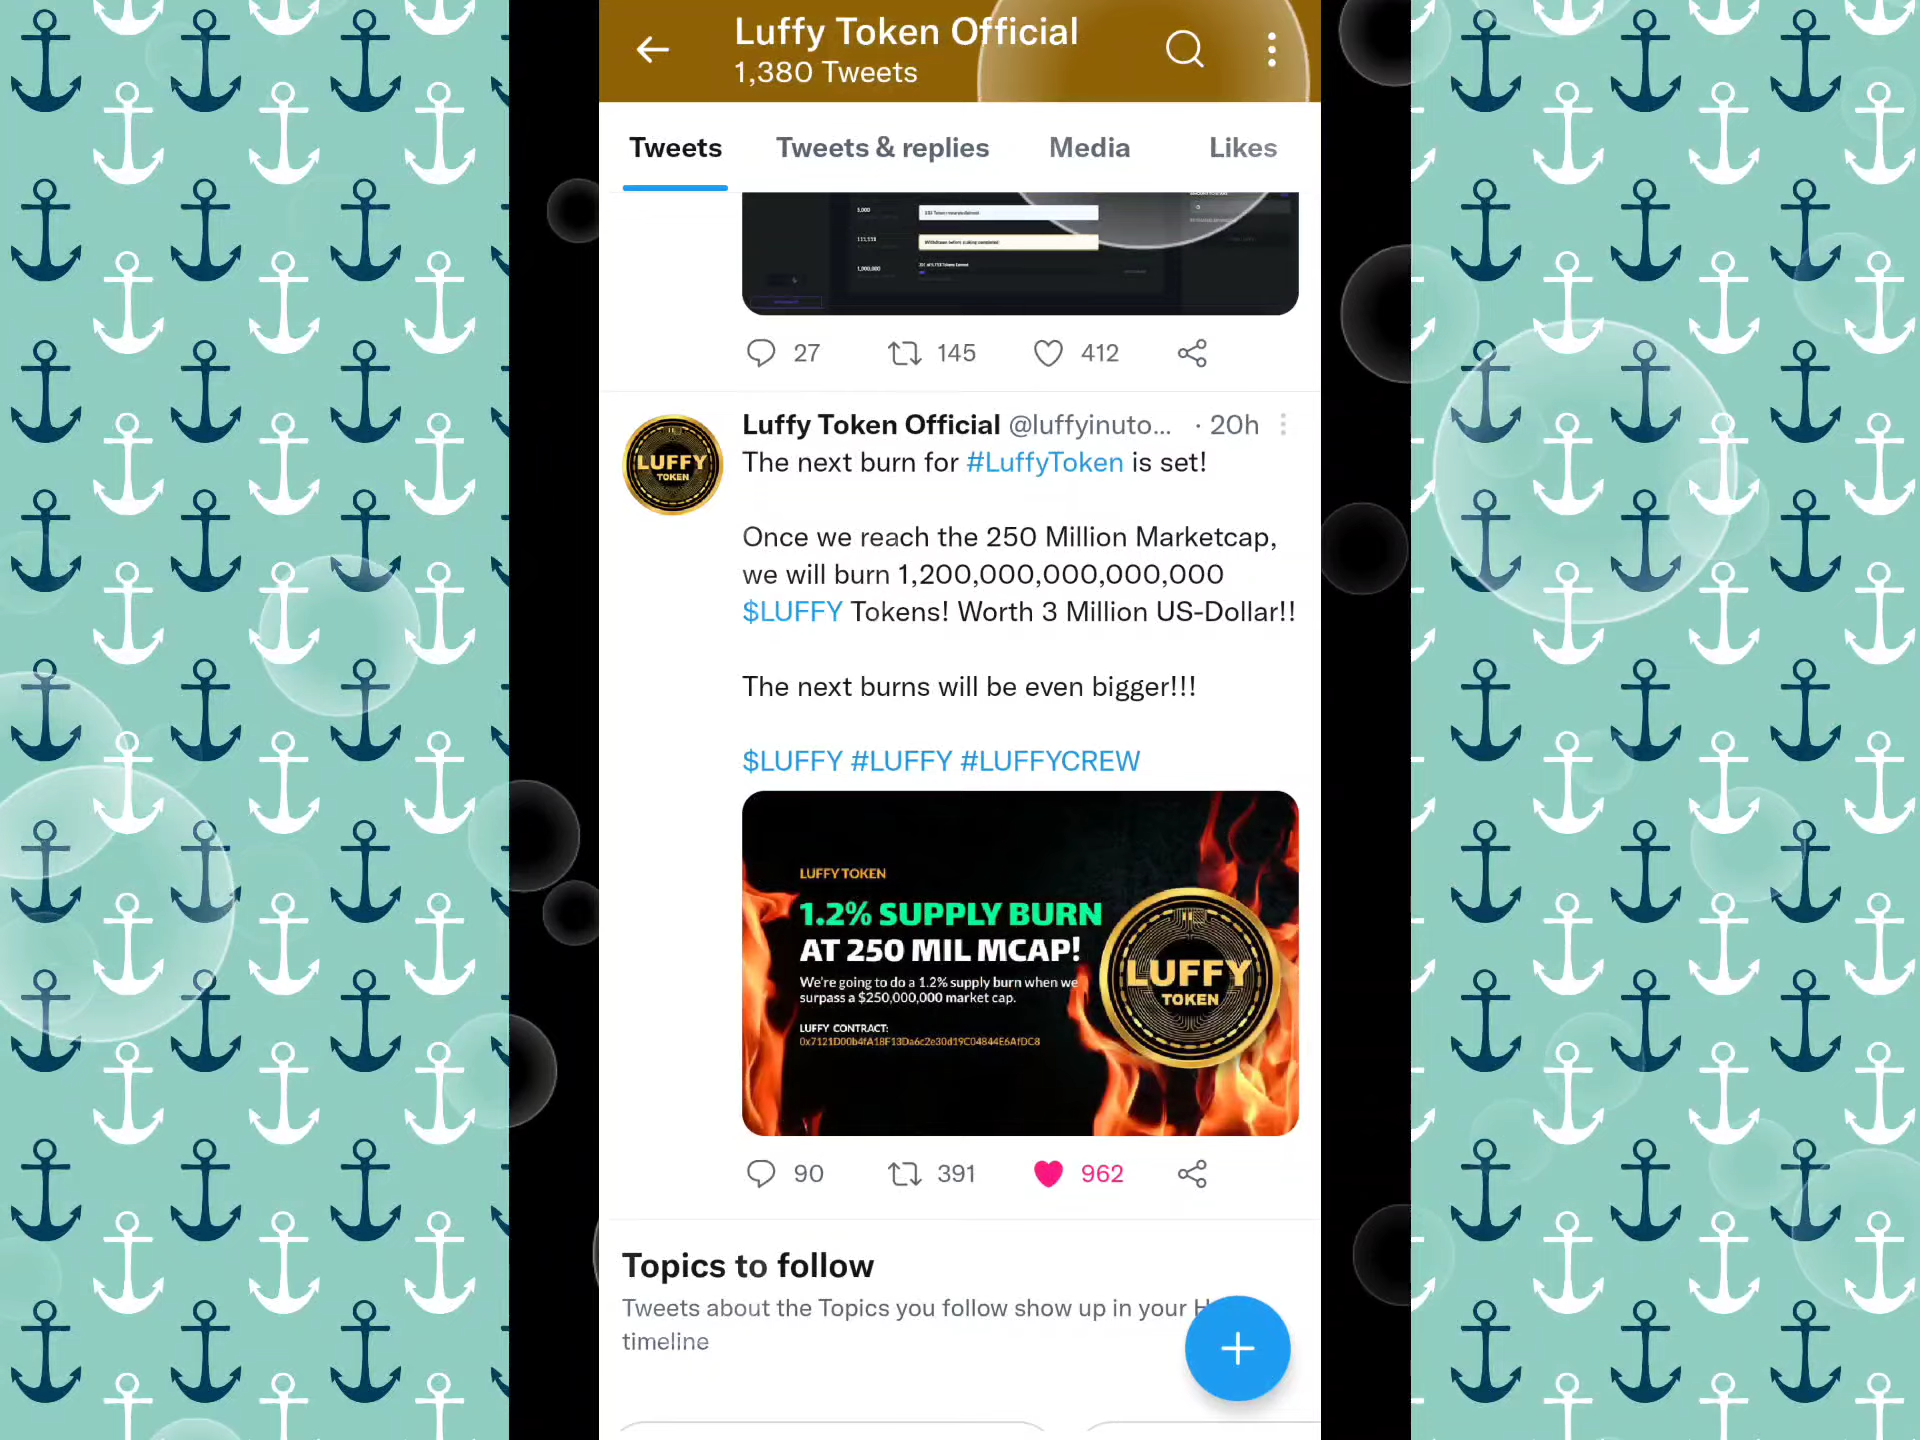 Luffy Token Official
1,380 Tweets
Tweets Tweets & replies Media Likes
27 145 412
Luffy Token Official @luffyinuto... · 20h
The next burn for #LuffyToken is set!
Once we reach the 250 Million Marketcap,
we will burn 1,200,000,000,000,000
$LUFFY Tokens! Worth 3 Million US-Dollar!!
The next burns will be even bigger!!!
$LUFFY #LUFFY #LUFFYCREW
LUFFY TOKEN
1.2% SUPPLY BURN
AT 250 MIL MCAP!
We're going to do a 1.2% supply burn when we
surpass a $250,000,000 market cap.
LUFFY CONTRACT:
0x7121D00b4fA18F13Da6c2e30d19C04844E6AfDC8
LUFFY
TOKEN
90 391 962
Topics to follow
Tweets about the Topics you follow show up in your
timeline